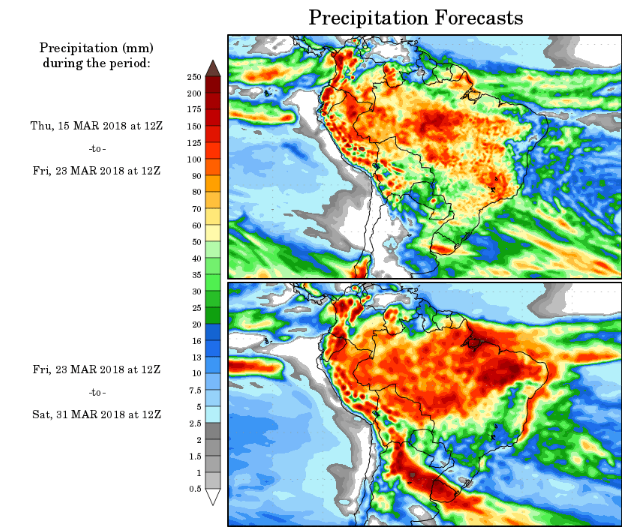 Precipitation Forecasts
Precipitation (mm)
during the period:
Thu, 15 MAR 2018 at 12Z
-to-
Fri, 23 MAR 2018 at 12Z
Fri, 23 MAR 2018 at 12Z
-to-
Sat, 31 MAR 2018 at 12Z
250
200
175
150
125
100
90
80
70
60
50
40
35
30
25
20
16
13
10
7.5
5
2.5
2
1.5
1
0.5